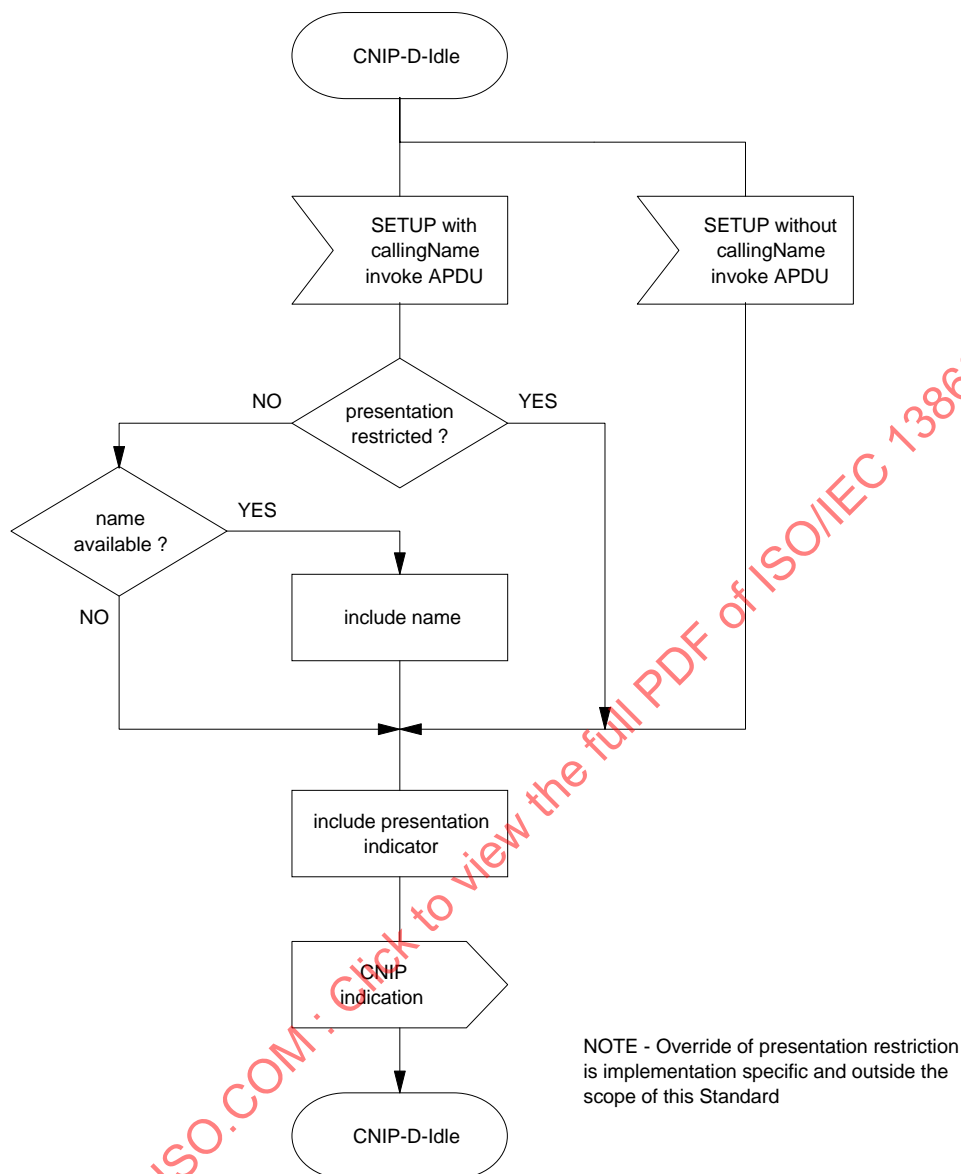 CNIP-D-Idle
SETUP with
callingName
invoke APDU
SETUP without
callingName
invoke APDU
NO
presentation
restricted ?
YES
name
available ?
YES
NO
include name
include presentation
indicator
CNIP
indication
NOTE - Override of presentation restriction
is implementation specific and outside the
scope of this Standard
CNIP-D-Idle
ISO.COM : Click to view the full PDF of ISO/IEC 1386